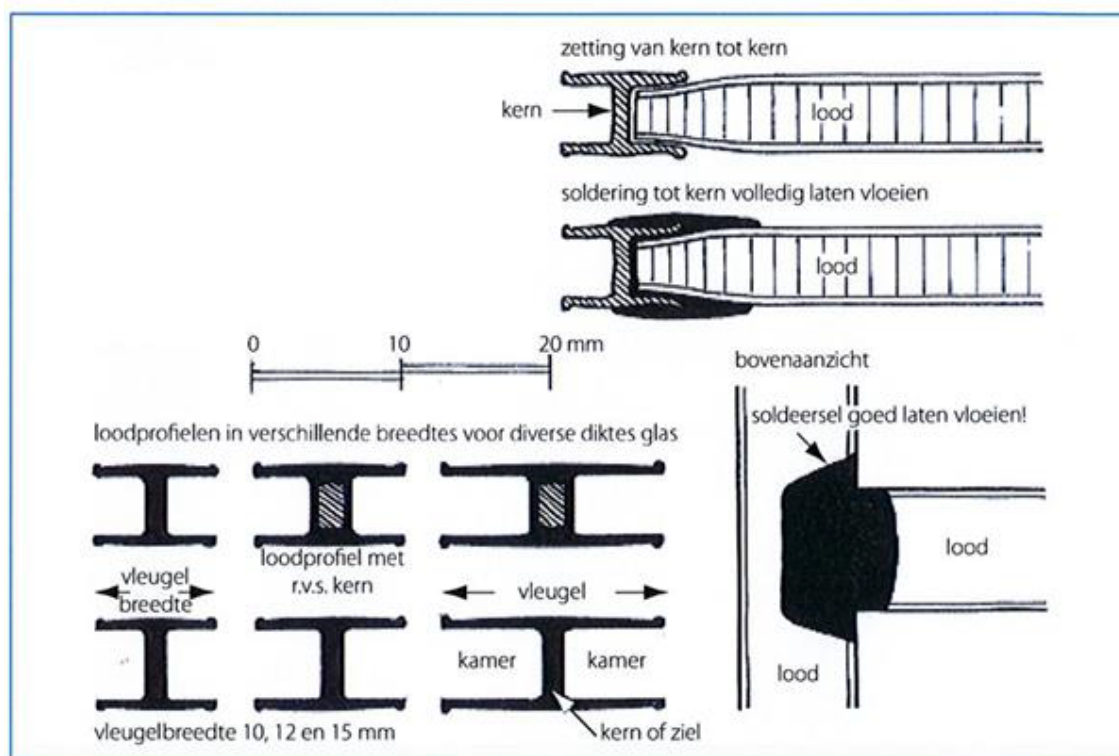 zetting van kern tot kern
kern
lood
soldering tot kern volledig laten vloeien
lood
0 10 20 mm
bovenaanzicht
soldeersel goed laten vloeien!
lood
lood
loodprofielen in verschillende breedtes voor diverse diktes glas
loodprofiel met
r.v.s. kern
vleugel
breedte
vleugel
kamer kamer
kern of ziel
vleugelbreedte 10, 12 en 15 mm